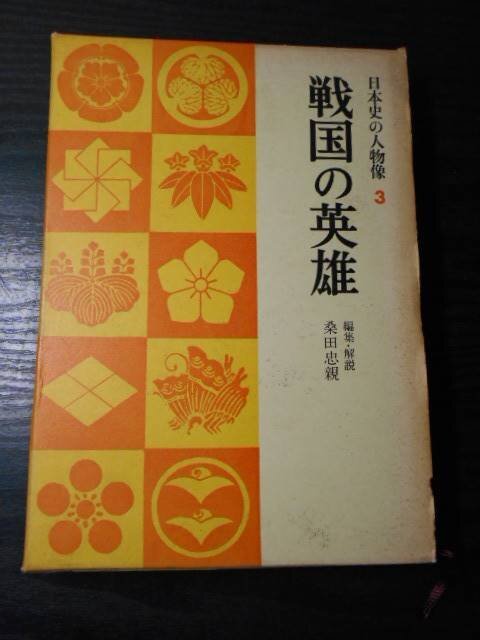 日本史の人物像 3
戦国の英雄
編集・解説
桑田忠親